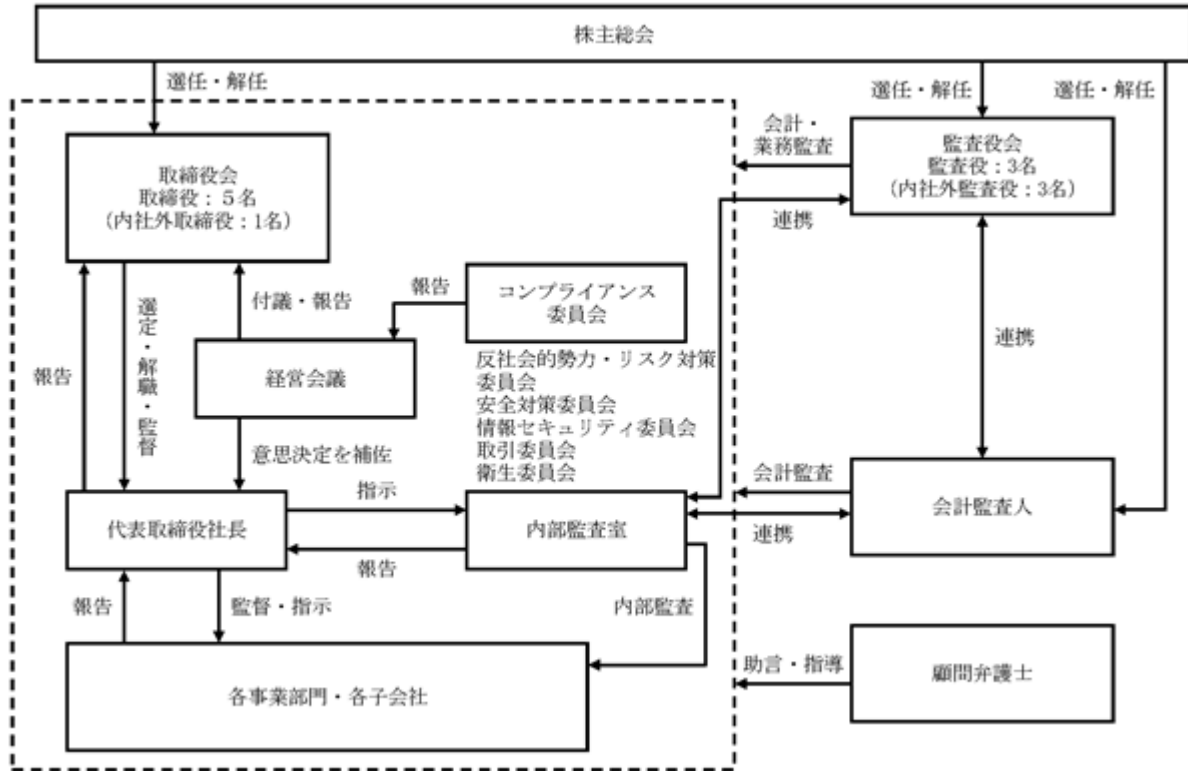 株主総会
選任・解任
選任・解任
選任・解任
取締役会
取締役：５名
（内社外取締役：1名）
会計・
業務監査
監査役会
監査役：3名
（内社外監査役：3名）
連携
報告
選定・解職・監督
付議・報告
報告
コンプライアンス
委員会
経営会議
反社会的勢力・リスク対策
委員会
安全対策委員会
情報セキュリティ委員会
取引委員会
衛生委員会
連携
意思決定を補佐
代表取締役社長
指示
報告
内部監査室
会計監査
連携
会計監査人
報告
監督・指示
内部監査
各事業部門・各子会社
助言・指導
顧問弁護士